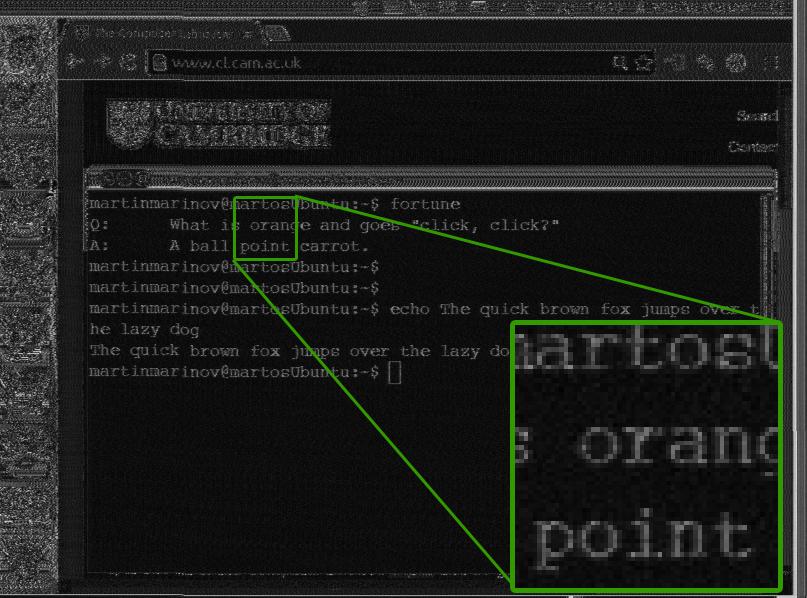 The Computer Laboratory
www.cl.cam.ac.uk
UNIVERSITY OF
CAMBRIDGE
Search
Contact
martinmarinov@martosUbuntu:~$ fortune
Q:      What is orange and goes "click, click?"
A:      A ball point carrot.
martinmarinov@martosUbuntu:~$
martinmarinov@martosUbuntu:~$
martinmarinov@martosUbuntu:~$ echo The quick brown fox jumps over t
he lazy dog
The quick brown fox jumps over the lazy do
martinmarinov@martosUbuntu:~$
martosU
s orang
point